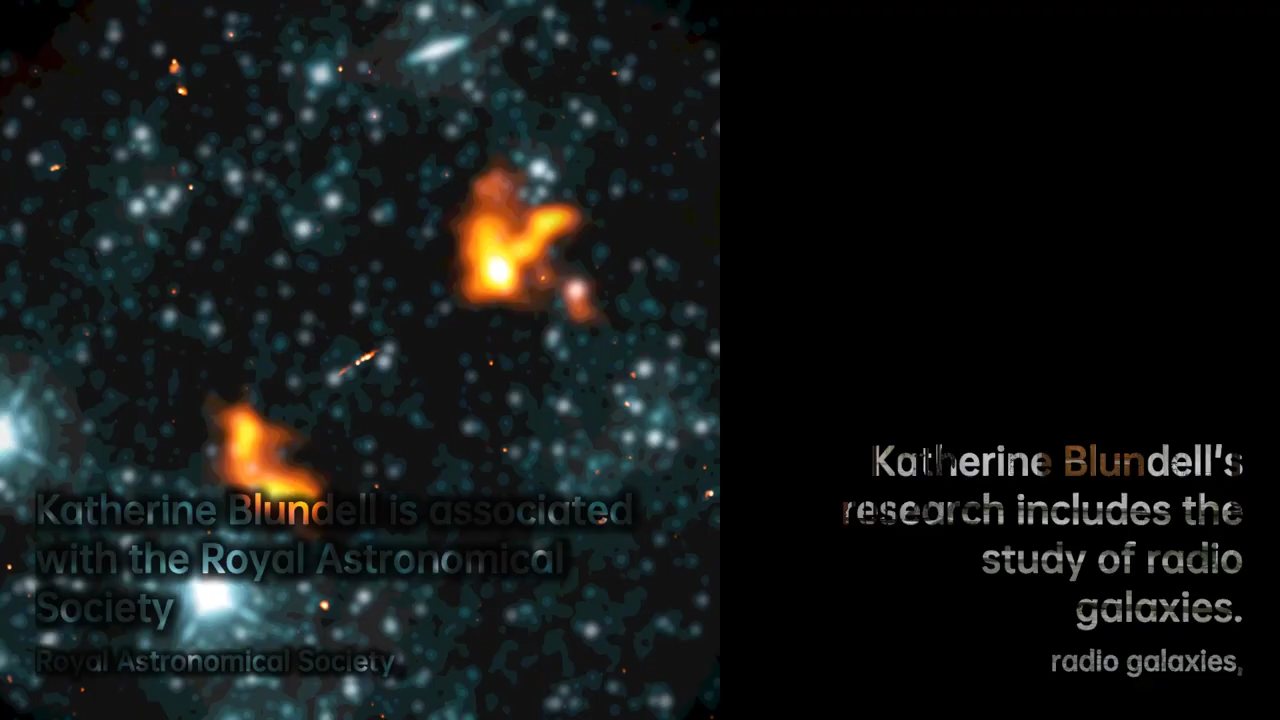 Katherine Blundell is associated
with the Royal Astronomical
Society
Royal Astronomical Society
Katherine Blundell's
research includes the
study of radio
galaxies.
radio galaxies,